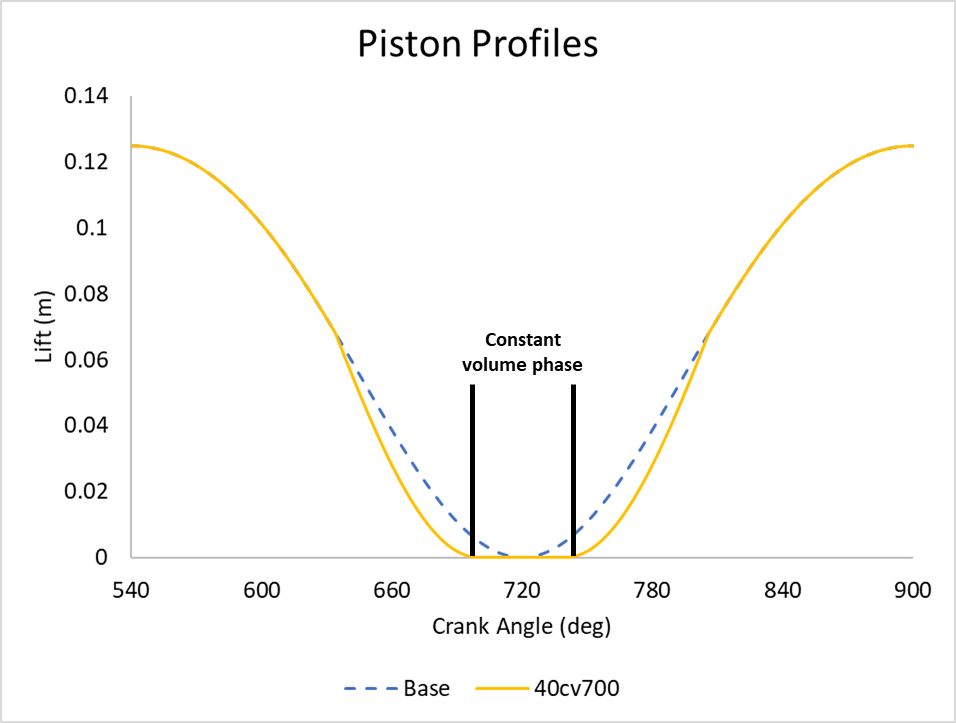 Piston Profiles
0.14
0.12
0.1
0.08
0.06
0.04
0.02
0
Lift (m)
Constant
volume phase
540
600
660
720
780
840
900
Crank Angle (deg)
Base
40cv700